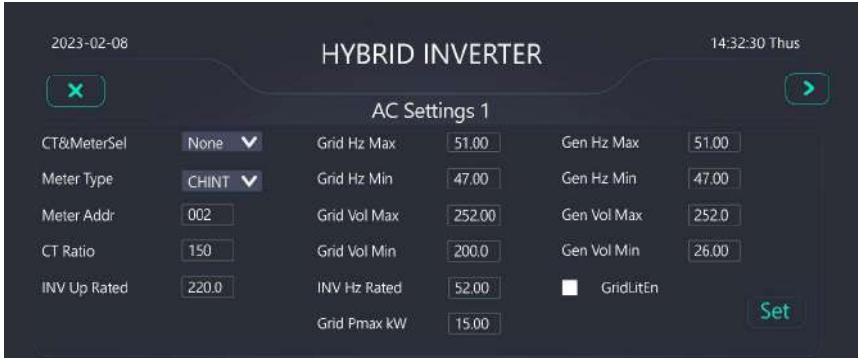 2023-02-08 HYBRID INVERTER 14:32:30 Thus
AC Settings 1
CT&MeterSel None Grid Hz Max 51.00 Gen Hz Max 51.00
Meter Type CHINT Grid Hz Min 47.00 Gen Hz Min 47.00
Meter Addr 002 Grid Vol Max 252.00 Gen Vol Max 252.0
CT Ratio 150 Grid Vol Min 200.0 Gen Vol Min 26.00
INV Up Rated 220.0 INV Hz Rated 52.00 GridLitEn
Grid Pmax kW 15.00 Set